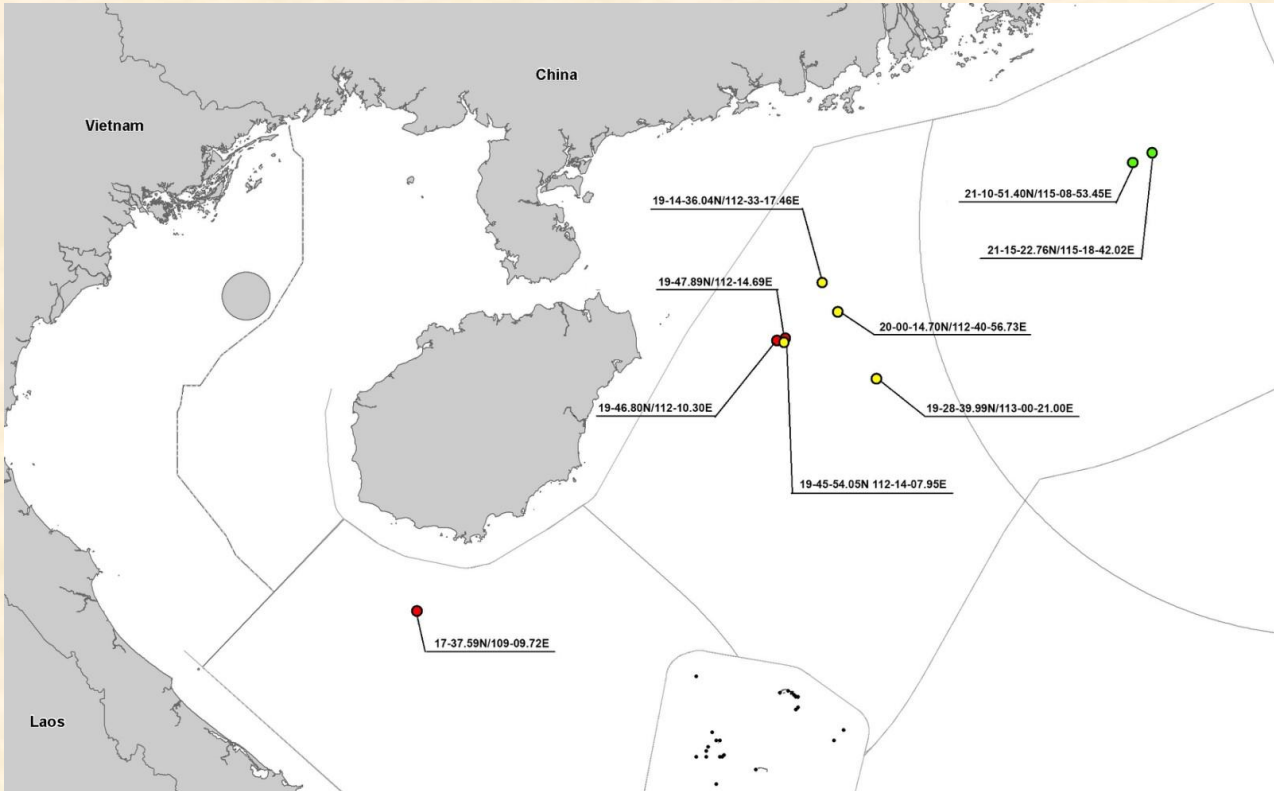 China
Vietnam
21-10-51.40N/115-08-53.45E
19-14-36.04N/112-33-17.46E
21-15-22.76N/115-18-42.02E
19-47.89N/112-14.69E
20-00-14.70N/112-40-56.73E
19-46.80N/112-10.30E
19-28-39.99N/113-00-21.00E
19-45-54.05N 112-14-07.95E
17-37.59N/109-09.72E
Laos